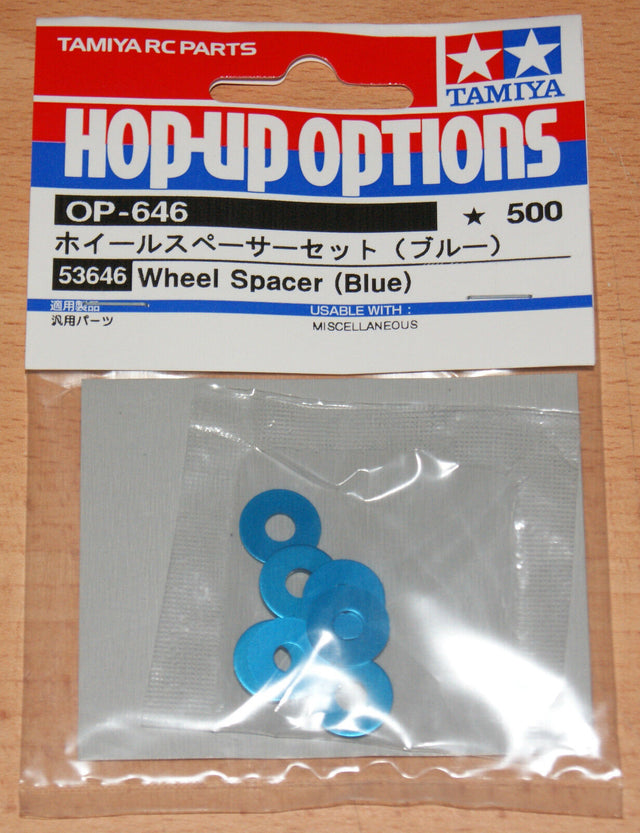 TAMIYA RC PARTS
TAMIYA
HOP-UP OPTIONS
OP-646
★ 500
ホイールスペーサーセット（ブルー）
53646 Wheel Spacer (Blue)
適用製品
USABLE WITH :
汎用パーツ
MISCELLANEOUS